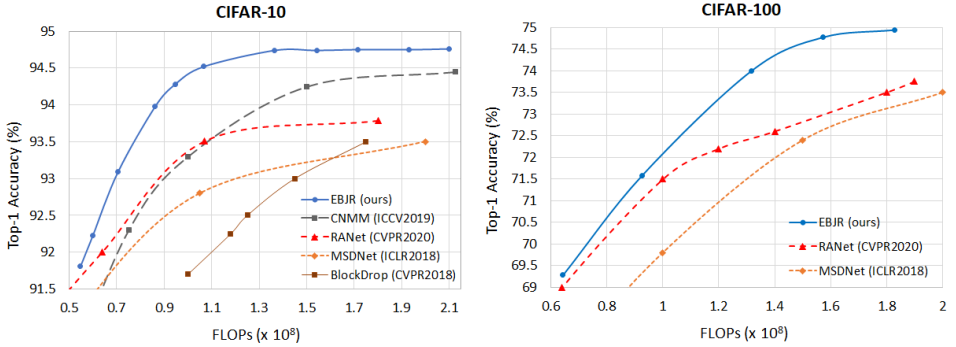 CIFAR-10
Top-1 Accuracy (%)
95
94.5
94
93.5
93
92.5
92
91.5
0.5 0.7 0.9 1.1 1.3 1.5 1.7 1.9 2.1
FLOPs (x 10⁸)
EBJR (ours)
CNMM (ICCV2019)
RANet (CVPR2020)
MSDNet (ICLR2018)
BlockDrop (CVPR2018)
CIFAR-100
Top-1 Accuracy (%)
75
74.5
74
73.5
73
72.5
72
71.5
71
70.5
70
69.5
69
0.6 0.8 1 1.2 1.4 1.6 1.8 2
FLOPs (x 10⁸)
EBJR (ours)
RANet (CVPR2020)
MSDNet (ICLR2018)